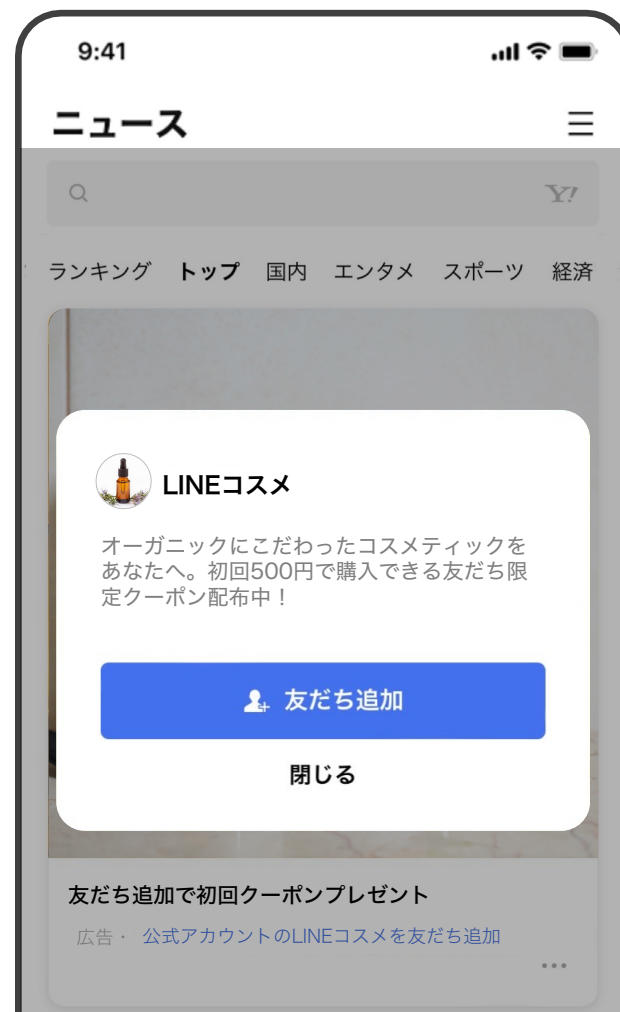 9:41
ニュース
Y!
ランキング トップ 国内 エンタメ スポーツ 経済
LINEコスメ
オーガニックにこだわったコスメティックを
あなたへ。初回500円で購入できる友だち限
定クーポン配布中！
友だち追加
閉じる
友だち追加で初回クーポンプレゼント
広告・ 公式アカウントのLINEコスメを友だち追加